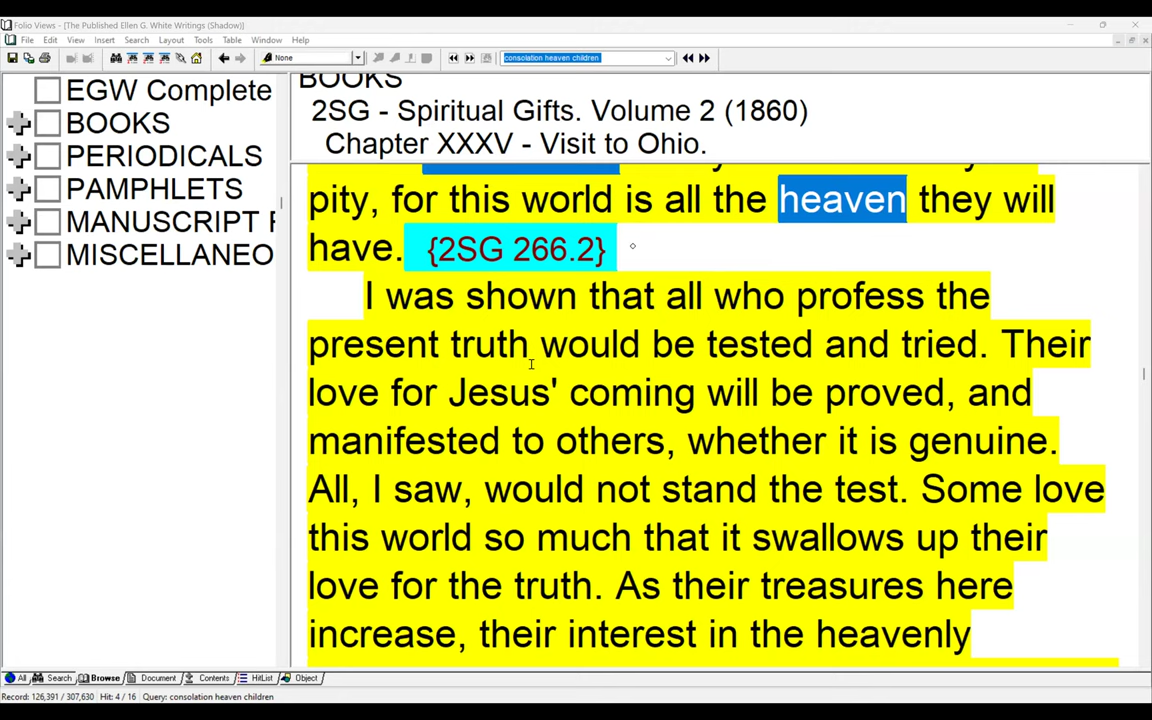 Folio Views - [The Published Ellen G. White Writings (Shadow)]
File Edit View Insert Search Layout Tools Table Window Help
None
consolation heaven children
EGW Complete
BOOKS
PERIODICALS
PAMPHLETS
MANUSCRIPT
MISCELLANEO
BOOKS
2SG - Spiritual Gifts. Volume 2 (1860)
Chapter XXXV - Visit to Ohio.
pity, for this world is all the heaven they will
have. {2SG 266.2}
I was shown that all who profess the
present truth would be tested and tried. Their
love for Jesus' coming will be proved, and
manifested to others, whether it is genuine.
All, I saw, would not stand the test. Some love
this world so much that it swallows up their
love for the truth. As their treasures here
increase, their interest in the heavenly
All Search Browse Document Contents HitList Object
Record: 126,391 / 307,630 Hit: 4 / 16 Query: consolation heaven children